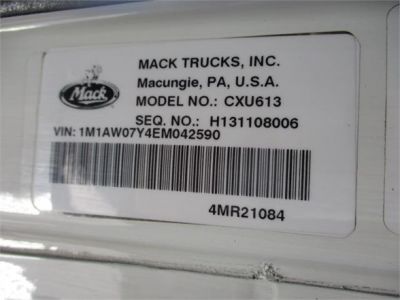 Mack
MACK TRUCKS, INC.
Macungie, PA, U.S.A.
MODEL NO.: CXU613
SEQ. NO.: H131108006
VIN: 1M1AW07Y4EM042590
4MR21084